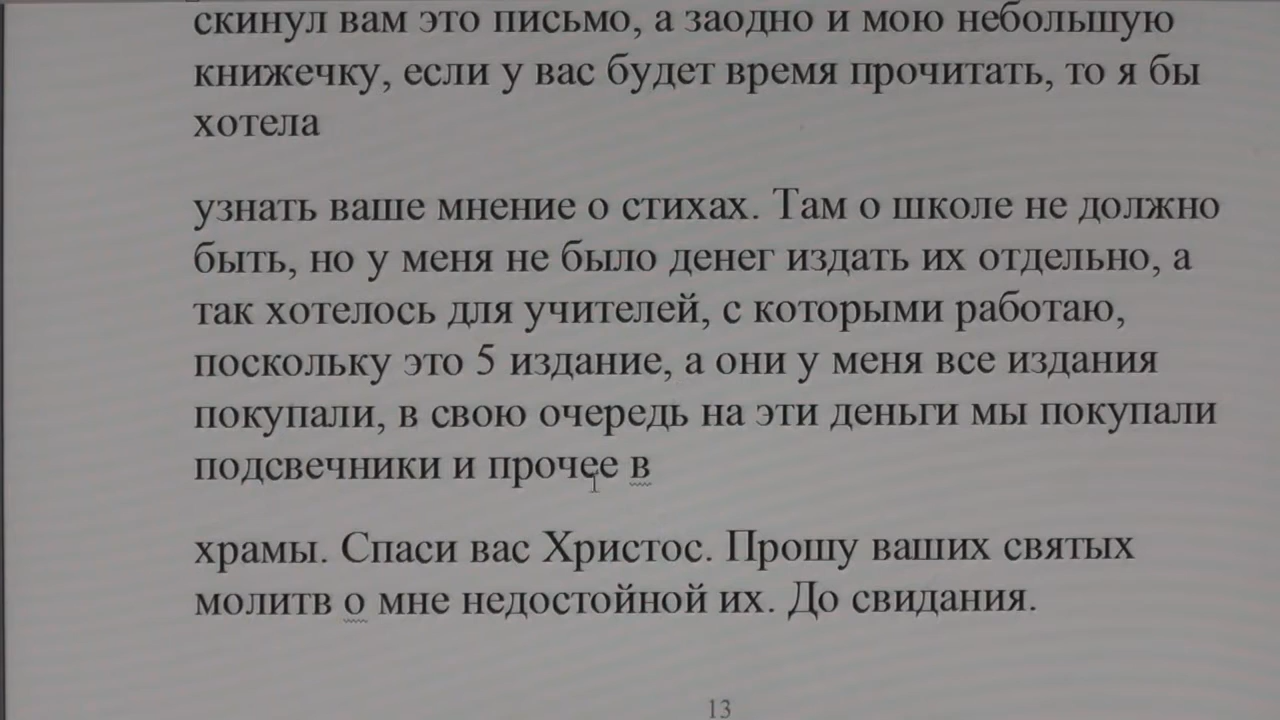 скинул вам это письмо, а заодно и мою небольшую
книжечку, если у вас будет время прочитать, то я бы
хотела
узнать ваше мнение о стихах. Там о школе не должно
быть, но у меня не было денег издать их отдельно, а
так хотелось для учителей, с которыми работаю,
поскольку это 5 издание, а они у меня все издания
покупали, в свою очередь на эти деньги мы покупали
подсвечники и прочее в
храмы. Спаси вас Христос. Прошу ваших святых
молитв о мне недостойной их. До свидания.
13